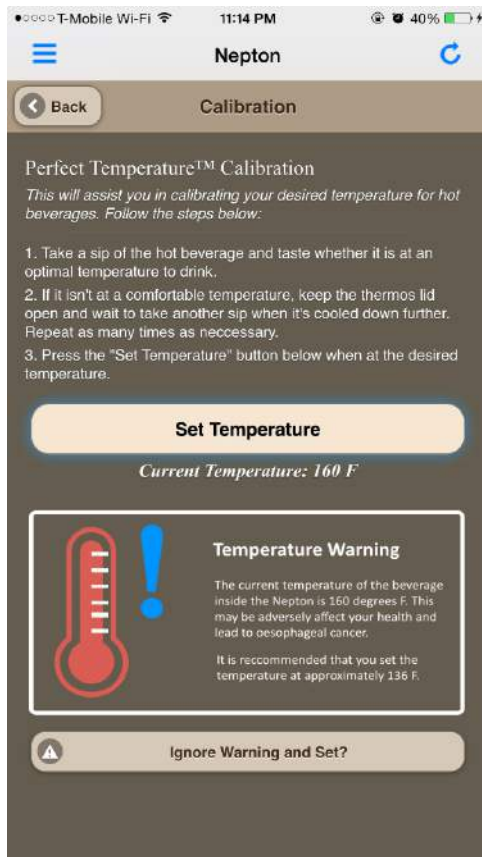 T-Mobile Wi-Fi 11:14 PM 40%
Nepton
Back Calibration
Perfect Temperature™ Calibration
This will assist you in calibrating your desired temperature for hot
beverages. Follow the steps below:
1. Take a sip of the hot beverage and taste whether it is at an
optimal temperature to drink.
2. If it isn't at a comfortable temperature, keep the thermos lid
open and wait to take another sip when it's cooled down further.
Repeat as many times as neccessary.
3. Press the "Set Temperature" button below when at the desired
temperature.
Set Temperature
Current Temperature: 160 F
Temperature Warning
The current temperature of the beverage
inside the Nepton is 160 degrees F. This
may be adversely affect your health and
lead to oesophageal cancer.
It is reccommended that you set the
temperature at approximately 136 F.
Ignore Warning and Set?